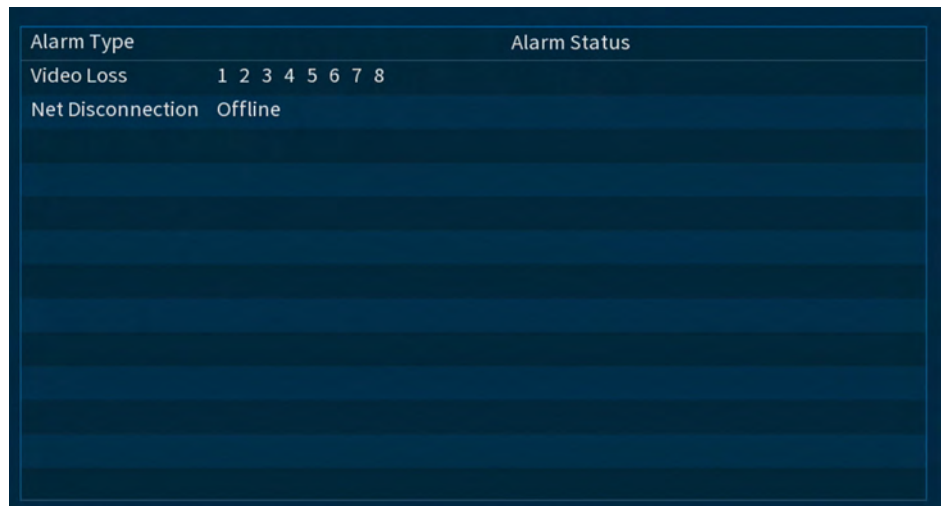 Alarm Type Alarm Status
Video Loss 1 2 3 4 5 6 7 8
Net Disconnection Offline